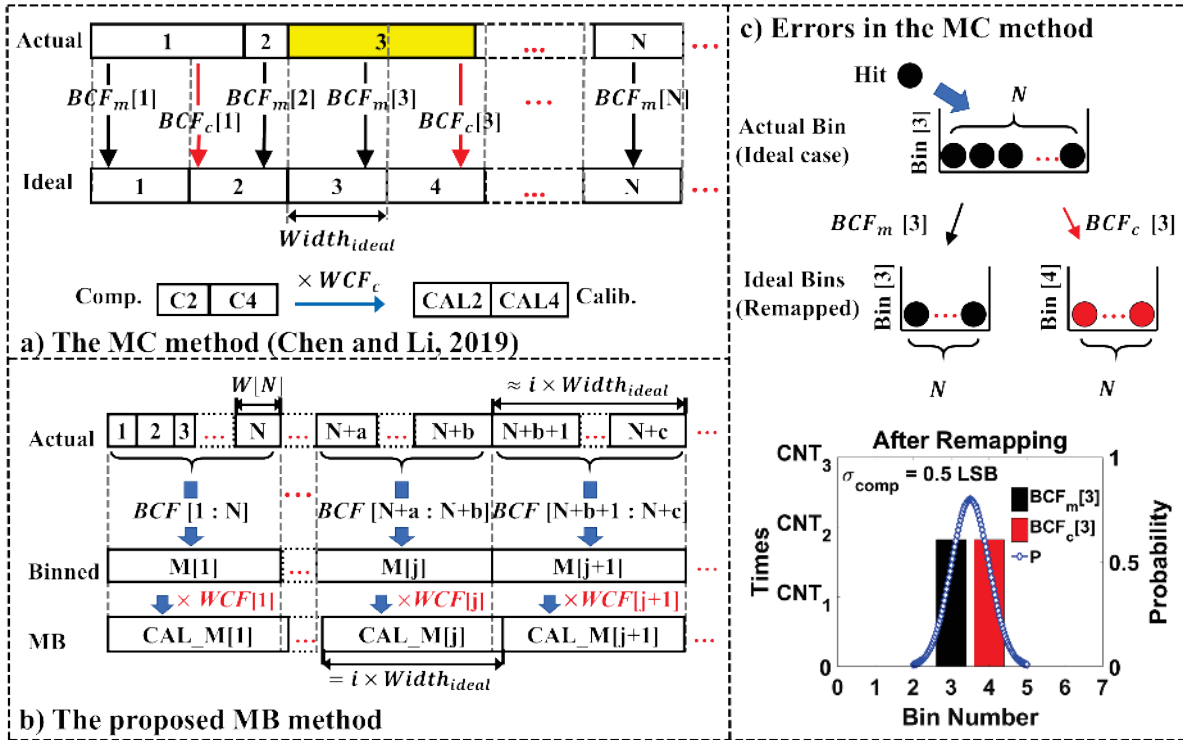 Actual 1 2 3 ... N ...
BCF_m[1] BCF_m[2] BCF_m[3] ... BCF_m[N]
BCF_c[1] BCF_c[3]
Ideal 1 2 3 4 ... N ...
Width_ideal
Comp. C2 C4 × WCF_c CAL2 CAL4 Calib.
a) The MC method (Chen and Li, 2019)
W[N] ≈ i × Width_ideal
Actual 1 2 3 ... N ... N+a ... N+b N+b+1 ... N+c ...
BCF [1 : N] ... BCF [N+a : N+b] BCF [N+b+1 : N+c]
Binned M[1] ... M[j] M[j+1] ...
× WCF[1] ×WCF[j] ×WCF[j+1]
MB CAL_M[1] ... CAL_M[j] CAL_M[j+1] ...
= i × Width_ideal
b) The proposed MB method
c) Errors in the MC method
Hit
N
Actual Bin
(Ideal case)
Bin [3]
...
BCF_m [3] BCF_c [3]
Ideal Bins
(Remapped)
Bin [3] ... Bin [4] ...
N N
After Remapping
σ_comp = 0.5 LSB
BCF_m[3]
BCF_c[3]
P
CNT_3
CNT_2
CNT_1
0
Times
1
0.5
0
Probability
0 1 2 3 4 5 6 7
Bin Number